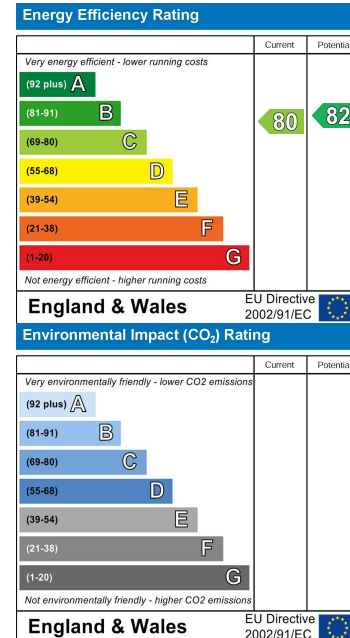 Energy Efficiency Rating
Current Potentia
Very energy efficient - lower running costs
(92 plus) A
(81-91) B
80 82
(69-80) C
(55-68) D
(39-54) E
(21-38) F
(1-20) G
Not energy efficient - higher running costs
England & Wales
EU Directive
2002/91/EC
Environmental Impact (CO2) Rating
Current Potentia
Very environmentally friendly - lower CO2 emissions
(92 plus) A
(81-91) B
(69-80) C
(55-68) D
(39-54) E
(21-38) F
(1-20) G
Not environmentally friendly - higher CO2 emissions
England & Wales
EU Directive
2002/91/EC